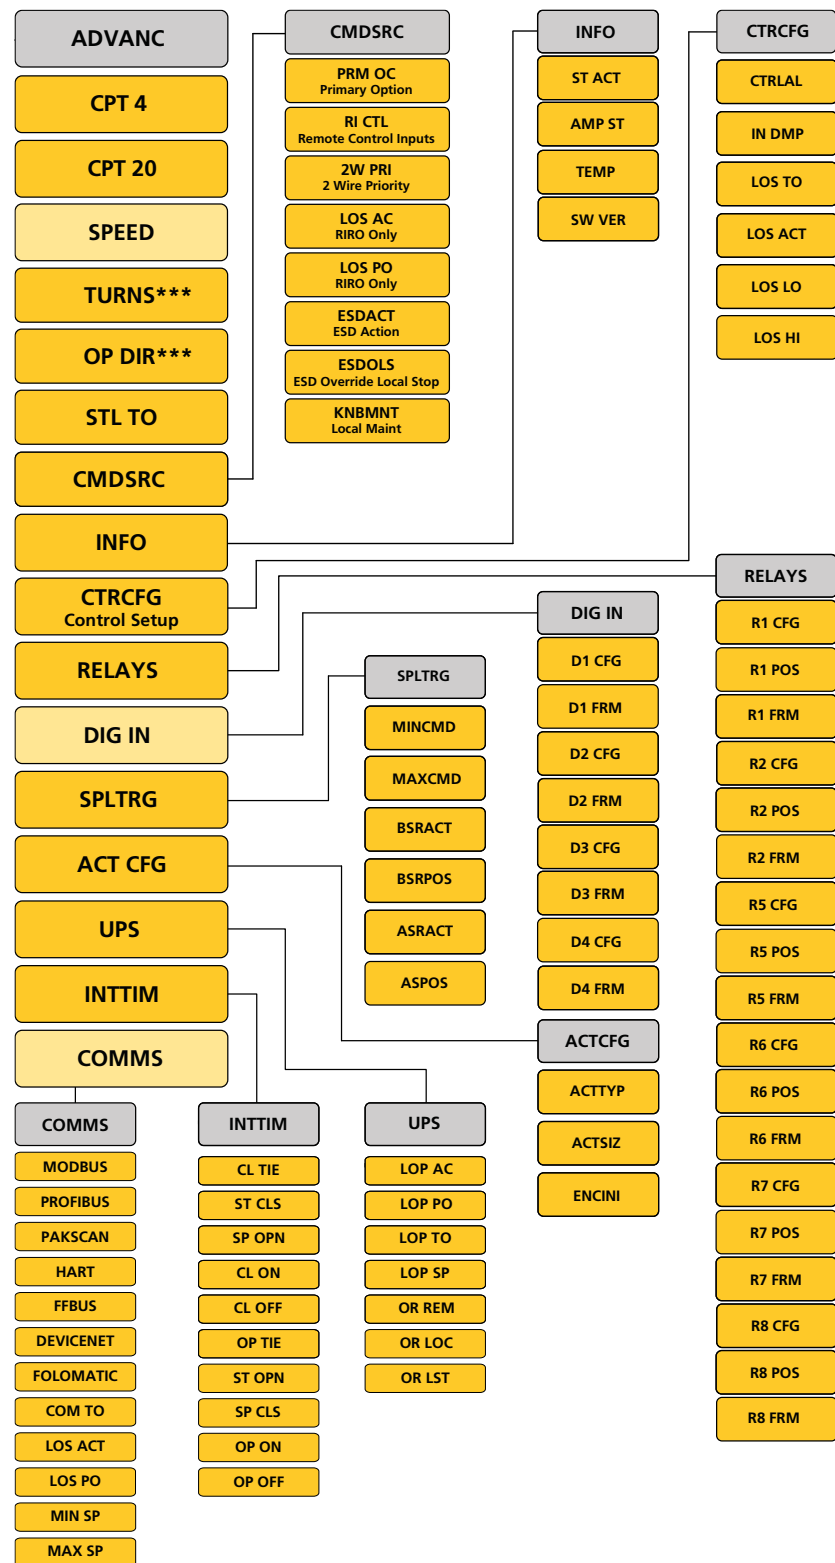 ADVANC
CPT 4
CPT 20
SPEED
TURNS***
OP DIR***
STL TO
CMDSRC
INFO
CTRCFG
Control Setup
RELAYS
DIG IN
SPLTRG
ACT CFG
UPS
INTTIM
COMMS
CMDSRC
PRM OC
Primary Option
RI CTL
Remote Control Inputs
2W PRI
2 Wire Priority
LOS AC
RIRO Only
LOS PO
RIRO Only
ESDACT
ESD Action
ESDOLS
ESD Override Local Stop
KNBMNT
Local Maint
INFO
ST ACT
AMP ST
TEMP
SW VER
CTRCFG
CTRLAL
IN DMP
LOS TO
LOS ACT
LOS LO
LOS HI
RELAYS
R1 CFG
R1 POS
R1 FRM
R2 CFG
R2 POS
R2 FRM
R5 CFG
R5 POS
R5 FRM
R6 CFG
R6 POS
R6 FRM
R7 CFG
R7 POS
R7 FRM
R8 CFG
R8 POS
R8 FRM
DIG IN
D1 CFG
D1 FRM
D2 CFG
D2 FRM
D3 CFG
D3 FRM
D4 CFG
D4 FRM
SPLTRG
MINCMD
MAXCMD
BSRACT
BSRPOS
ASRACT
ASPOS
ACTCFG
ACTTYP
ACTSIZ
ENCINI
COMMS
MODBUS
PROFIBUS
PAKSCAN
HART
FFBUS
DEVICENET
FOLOMATIC
COM TO
LOS ACT
LOS PO
MIN SP
MAX SP
INTTIM
CL TIE
ST CLS
SP OPN
CL ON
CL OFF
OP TIE
ST OPN
SP CLS
OP ON
OP OFF
UPS
LOP AC
LOP PO
LOP TO
LOP SP
OR REM
OR LOC
OR LST